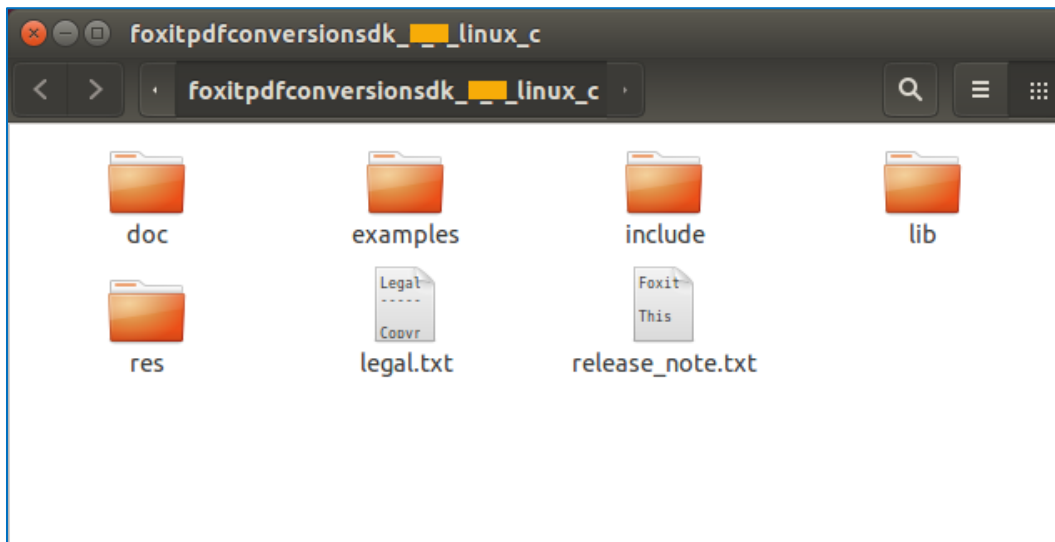 foxitpdfconversionsdk_ _ _linux_c
foxitpdfconversionsdk_ _ _linux_c
doc examples include lib
Legal
-----
Copyr
Foxit
This
res legal.txt release_note.txt